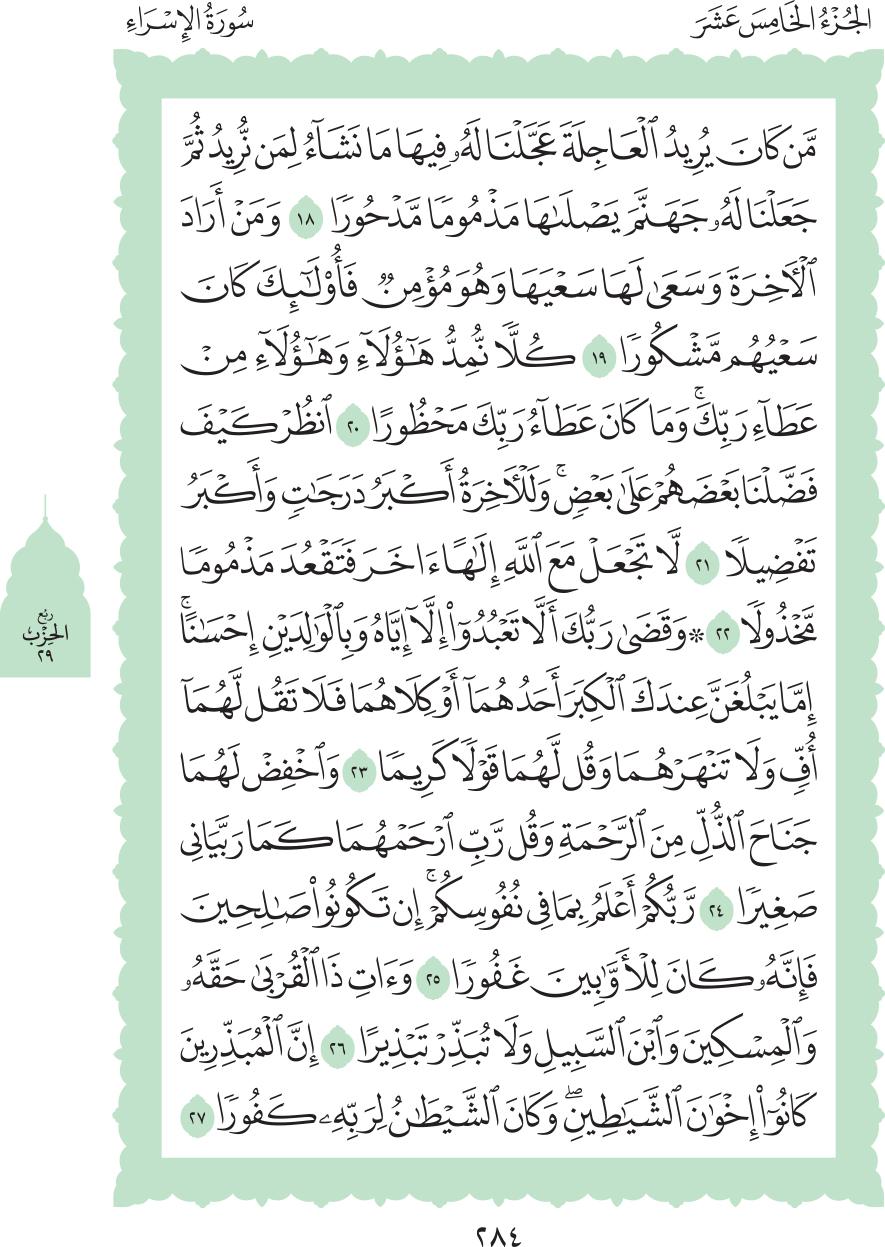 الجُزْءُ الخَامِسَ عَشَرَ
سُورَةُ الإِسْرَاءِ
مَّن كَانَ يُرِيدُ ٱلْعَاجِلَةَ عَجَّلْنَا لَهُۥ فِيهَا مَا نَشَآءُ لِمَن نُّرِيدُ ثُمَّ
جَعَلْنَا لَهُۥ جَهَنَّمَ يَصْلَىٰهَا مَذْمُومًا مَّدْحُورًا ١٨ وَمَنْ أَرَادَ
ٱلْأٓخِرَةَ وَسَعَىٰ لَهَا سَعْيَهَا وَهُوَ مُؤْمِنٌ فَأُو۟لَٰٓئِكَ كَانَ
سَعْيُهُم مَّشْكُورًا ١٩ كُلًّا نُّمِدُّ هَٰٓؤُلَآءِ وَهَٰٓؤُلَآءِ مِنْ
عَطَآءِ رَبِّكَۚ وَمَا كَانَ عَطَآءُ رَبِّكَ مَحْظُورًا ٢٠ ٱنظُرْ كَيْفَ
فَضَّلْنَا بَعْضَهُمْ عَلَىٰ بَعْضٍۚ وَلَلْأٓخِرَةُ أَكْبَرُ دَرَجَٰتٍ وَأَكْبَرُ
تَفْضِيلًا ٢١ لَّا تَجْعَلْ مَعَ ٱللَّهِ إِلَٰهًا ءَاخَرَ فَتَقْعُدَ مَذْمُومًا
مَّخْذُولًا ٢٢ ۞ وَقَضَىٰ رَبُّكَ أَلَّا تَعْبُدُوٓا۟ إِلَّآ إِيَّاهُ وَبِٱلْوَٰلِدَيْنِ إِحْسَٰنًاۚ
إِمَّا يَبْلُغَنَّ عِندَكَ ٱلْكِبَرَ أَحَدُهُمَآ أَوْ كِلَاهُمَا فَلَا تَقُل لَّهُمَآ
أُفٍّ وَلَا تَنْهَرْهُمَا وَقُل لَّهُمَا قَوْلًا كَرِيمًا ٢٣ وَٱخْفِضْ لَهُمَا
جَنَاحَ ٱلذُّلِّ مِنَ ٱلرَّحْمَةِ وَقُل رَّبِّ ٱرْحَمْهُمَا كَمَا رَبَّيَانِى
صَغِيرًا ٢٤ رَّبُّكُمْ أَعْلَمُ بِمَا فِى نُفُوسِكُمْۚ إِن تَكُونُوا۟ صَٰلِحِينَ
فَإِنَّهُۥ كَانَ لِلْأَوَّٰبِينَ غَفُورًا ٢٥ وَءَاتِ ذَا ٱلْقُرْبَىٰ حَقَّهُۥ
وَٱلْمِسْكِينَ وَٱبْنَ ٱلسَّبِيلِ وَلَا تُبَذِّرْ تَبْذِيرًا ٢٦ إِنَّ ٱلْمُبَذِّرِينَ
كَانُوٓا۟ إِخْوَٰنَ ٱلشَّيَٰطِينِۖ وَكَانَ ٱلشَّيْطَٰنُ لِرَبِّهِۦ كَفُورًا ٢٧
رُبع
الحِزْب
٢٩
٢٨٤